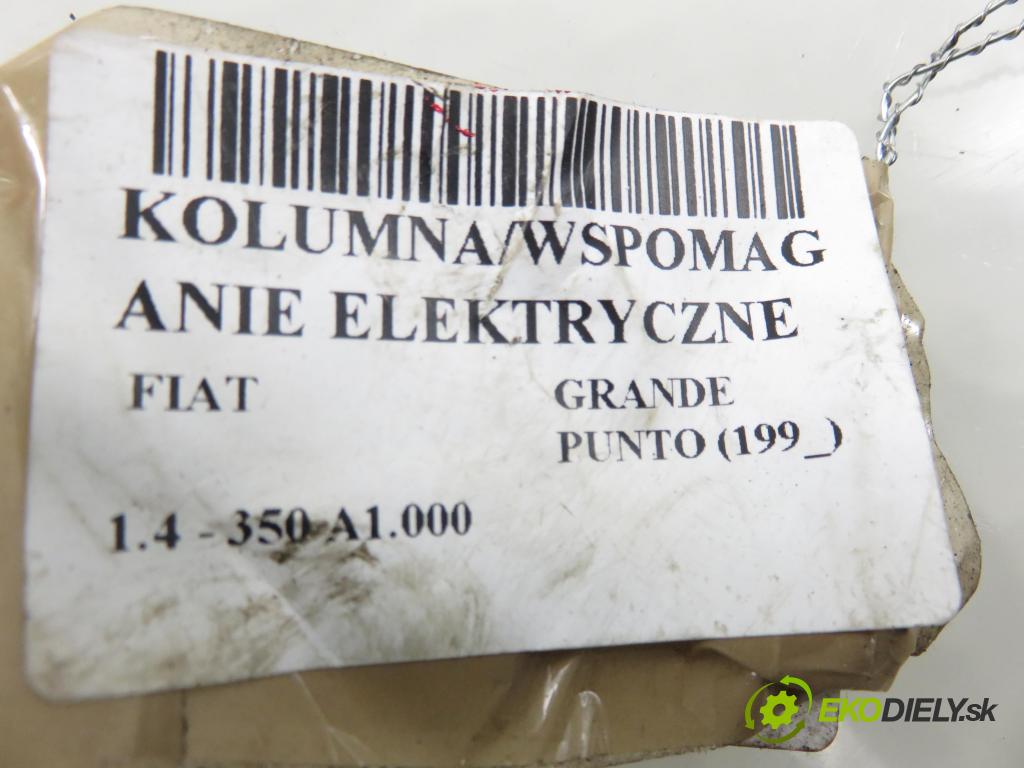 KOLUMNA/WSPOMAG
ANIE ELEKTRYCZNE
FIAT
GRANDE
PUNTO (199_)
1.4 - 350 A1.000
EKODIELY.sk